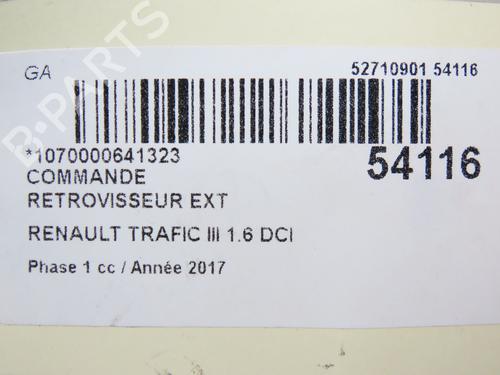 GA
52710901 54116
*1070000641323
54116
COMMANDE
RETROVISSEUR EXT
RENAULT TRAFIC III 1.6 DCI
Phase 1 cc / Année 2017
B-PARTS